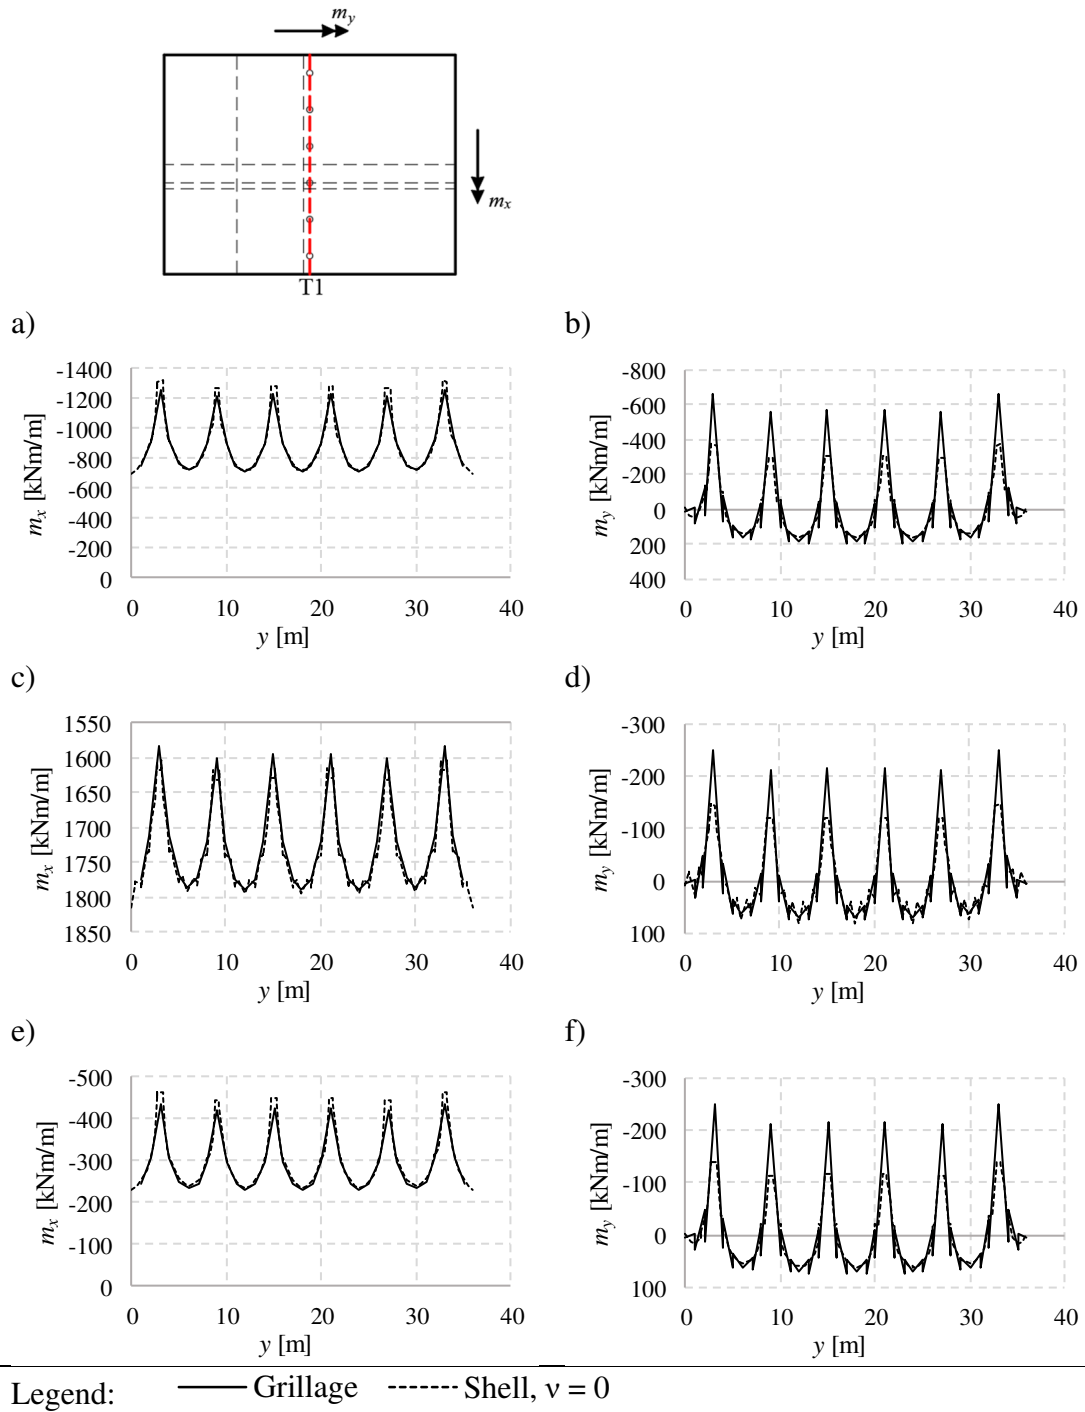 m_y
m_x
T1
a)
-1400
-1200
-1000
-800
-600
-400
-200
0
m_x [kNm/m]
0 10 20 30 40
y [m]
b)
-800
-600
-400
-200
0
200
400
m_y [kNm/m]
0 10 20 30 40
y [m]
c)
1550
1600
1650
1700
1750
1800
1850
m_x [kNm/m]
0 10 20 30 40
y [m]
d)
-300
-200
-100
0
100
m_y [kNm/m]
0 10 20 30 40
y [m]
e)
-500
-400
-300
-200
-100
0
m_x [kNm/m]
0 10 20 30 40
y [m]
f)
-300
-200
-100
0
100
m_y [kNm/m]
0 10 20 30 40
y [m]
Legend: Grillage Shell, ν = 0